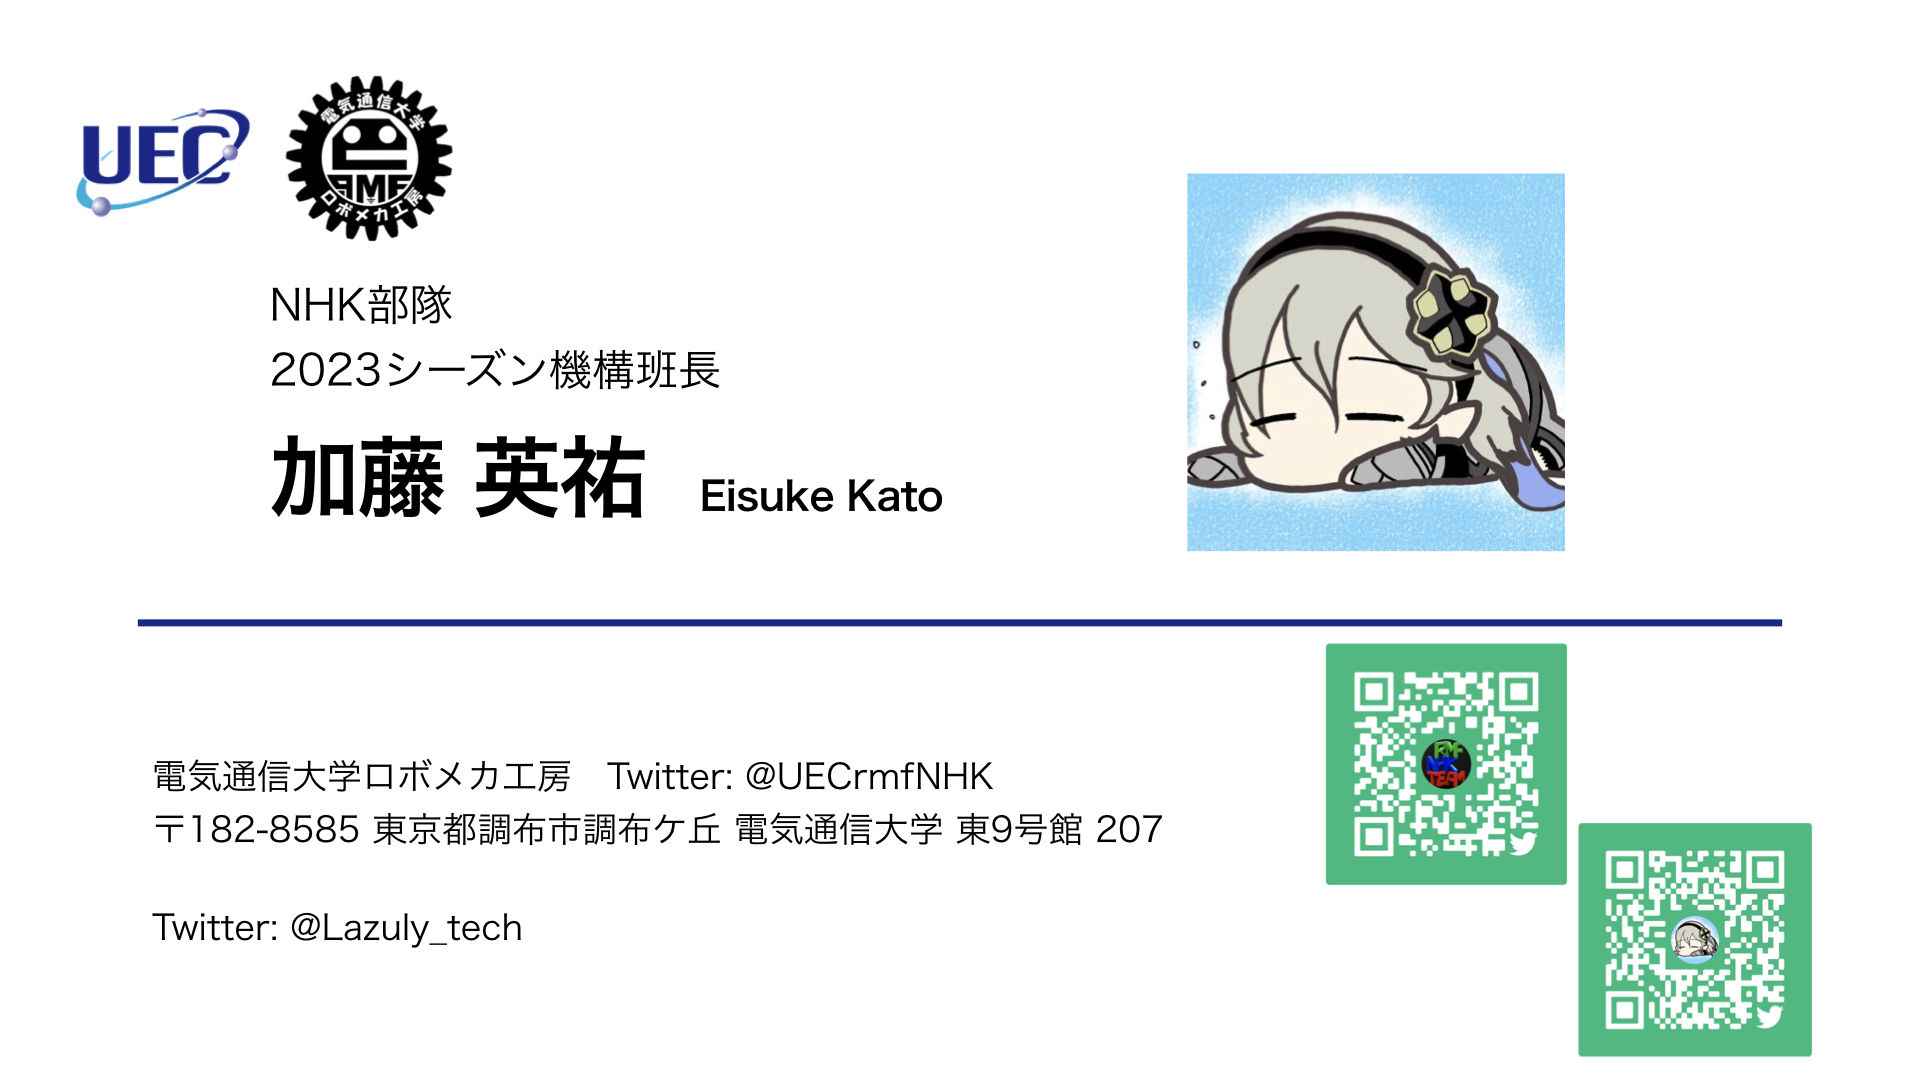 UEC
電気通信大学
RMF
ロボメカ工房
NHK部隊
2023シーズン機構班長
加藤 英祐 Eisuke Kato
電気通信大学ロボメカ工房　Twitter: @UECrmfNHK
〒182-8585 東京都調布市調布ケ丘 電気通信大学 東9号館 207
Twitter: @Lazuly_tech
RMF
NHK
TEAM